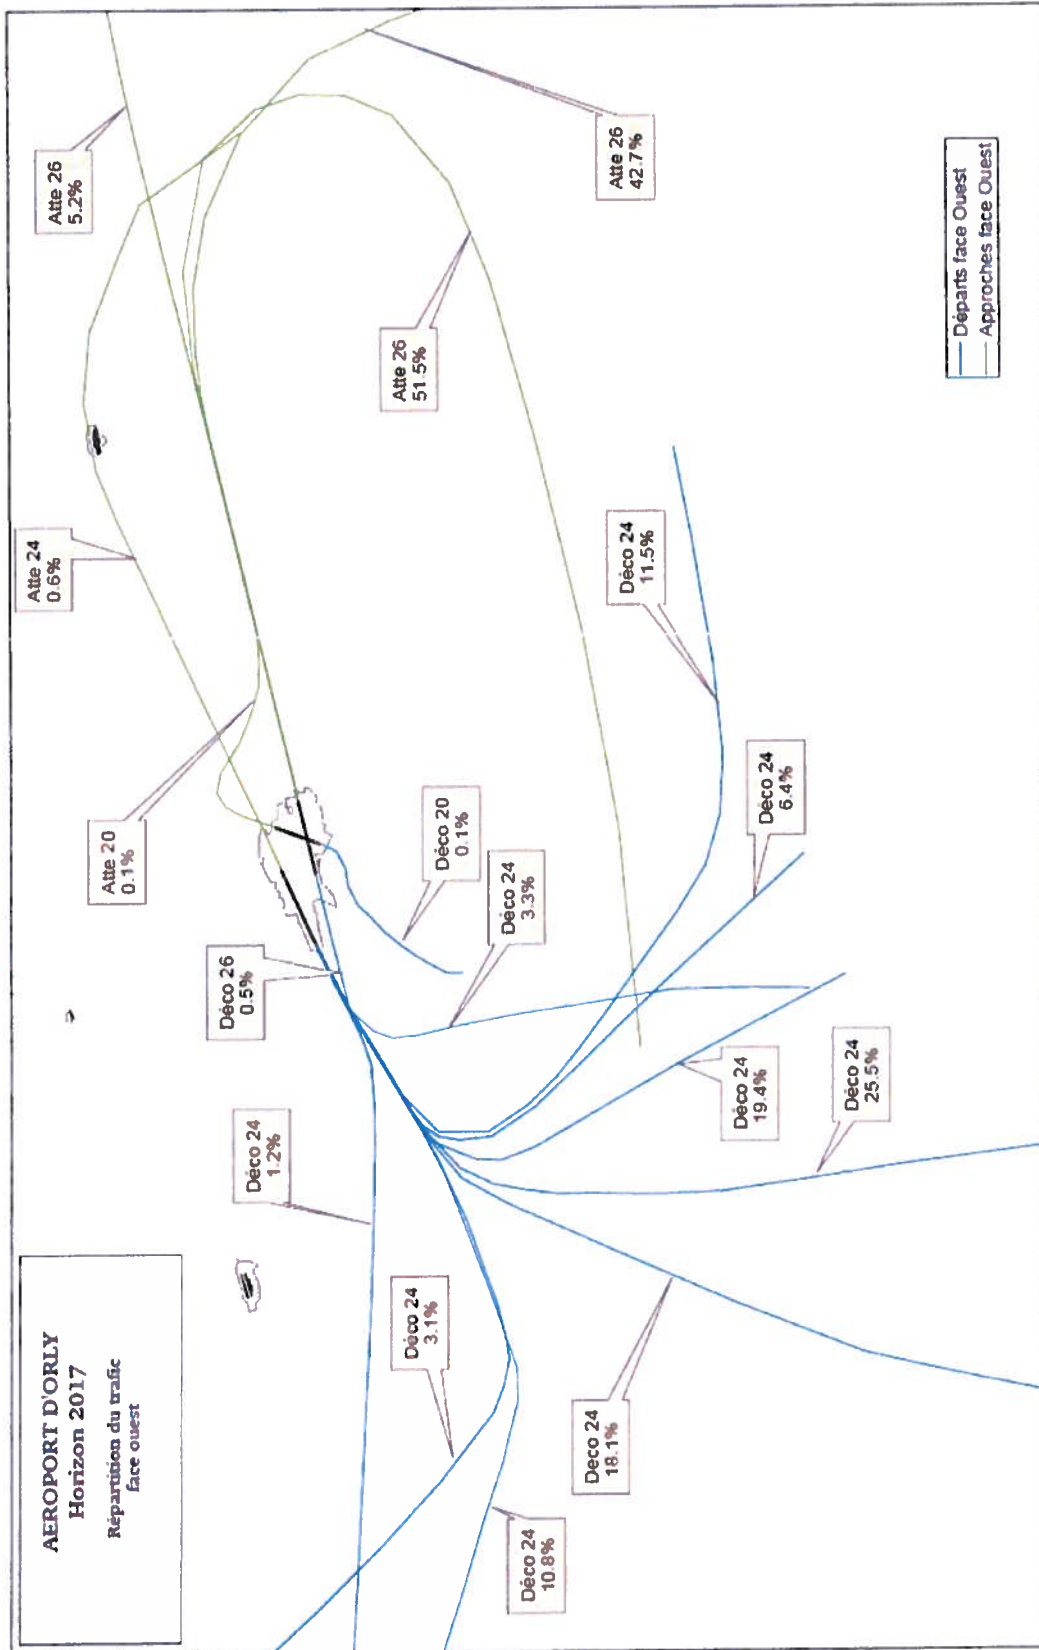 AEROPORT D'ORLY
Horizon 2017
Répartition du trafic
face ouest
Déco 24
1.2%
Déco 26
0.5%
Atte 20
0.1%
Atte 24
0.6%
Atte 26
5.2%
Déco 24
3.1%
Déco 24
10.8%
Déco 24
18.1%
Déco 24
3.3%
Déco 20
0.1%
Atte 26
51.5%
Atte 26
42.7%
Déco 24
11.5%
Déco 24
6.4%
Déco 24
19.4%
Déco 24
25.5%
Départs face Ouest
Approches face Ouest